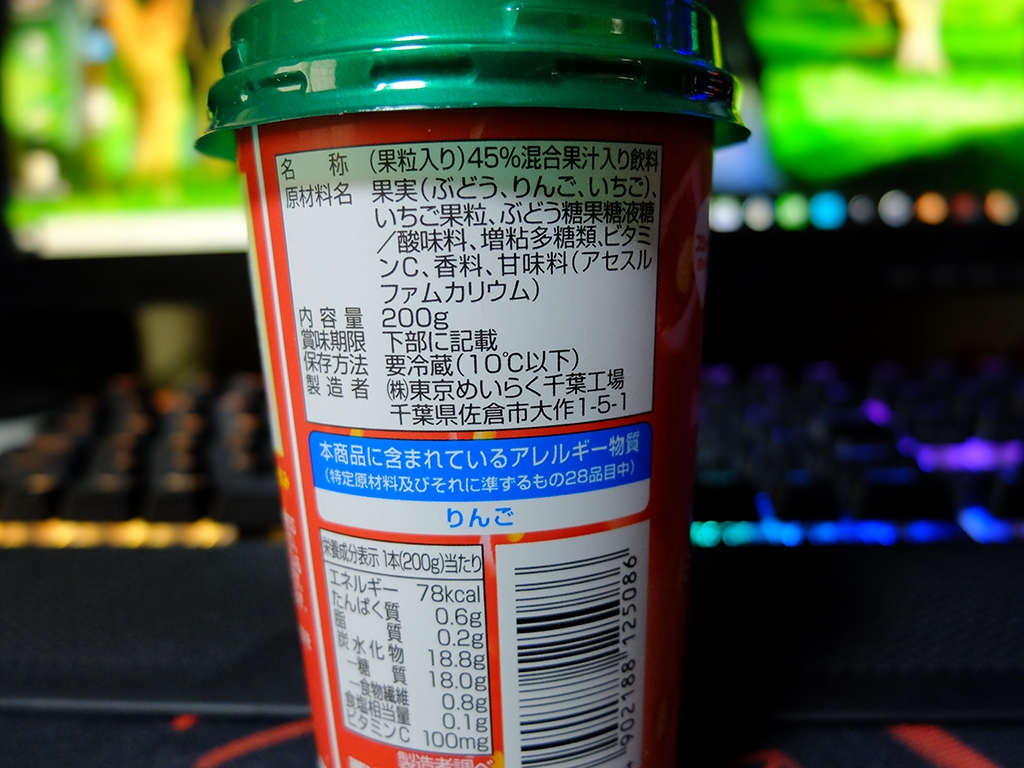 名称 (果粒入り)45%混合果汁入り飲料
原材料名 果実(ぶどう、りんご、いちご)、
いちご果粒、ぶどう糖果糖液糖
/酸味料、増粘多糖類、ビタミ
ンC、香料、甘味料(アセスル
ファムカリウム)
内容量 200g
賞味期限 下部に記載
保存方法 要冷蔵(10℃以下)
製造者 ㈱東京めいらく千葉工場
千葉県佐倉市大作1-5-1
本商品に含まれているアレルギー物質
(特定原材料及びそれに準ずるもの28品目中)
りんご
栄養成分表示 1本(200g)当たり
エネルギー 78kcal
たんぱく質 0.6g
脂質 0.2g
炭水化物 18.8g
―糖質 18.0g
―食物繊維 0.8g
食塩相当量 0.1g
ビタミンC 100mg
製造者調べ
902188 125086